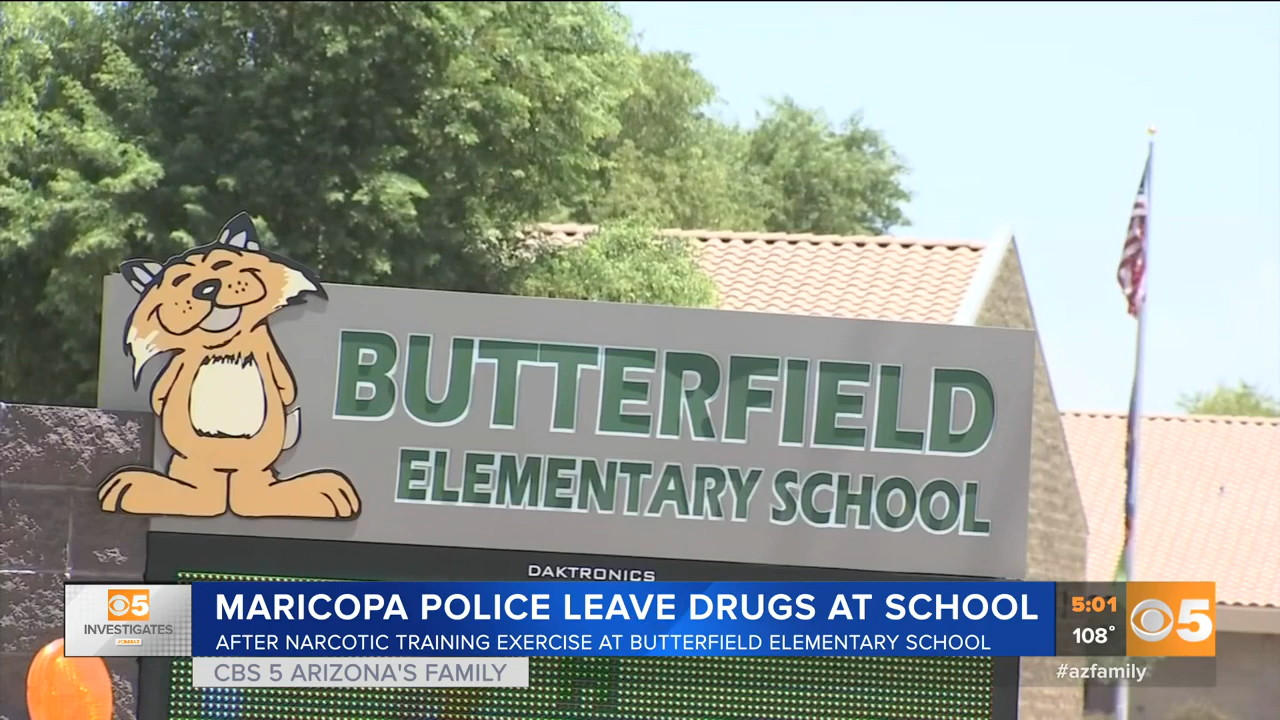 BUTTERFIELD
ELEMENTARY SCHOOL
DAKTRONICS
5
INVESTIGATES
MARICOPA POLICE LEAVE DRUGS AT SCHOOL
AFTER NARCOTIC TRAINING EXERCISE AT BUTTERFIELD ELEMENTARY SCHOOL
CBS 5 ARIZONA'S FAMILY
5:01
108°
5
#azfamily